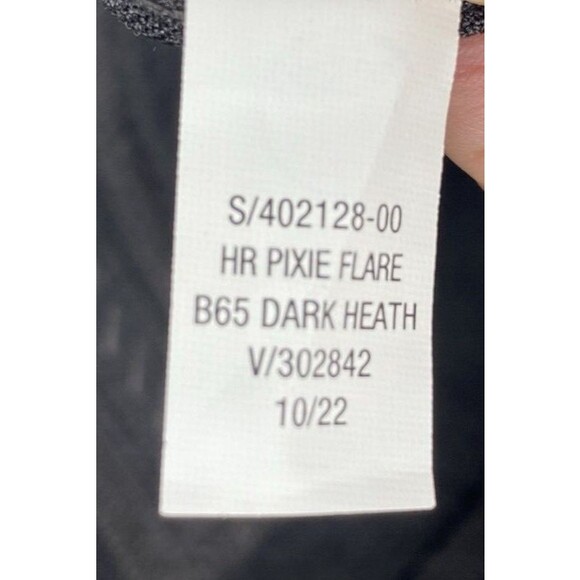 S/402128-00
HR PIXIE FLARE
B65 DARK HEATH
V/302842
10/22